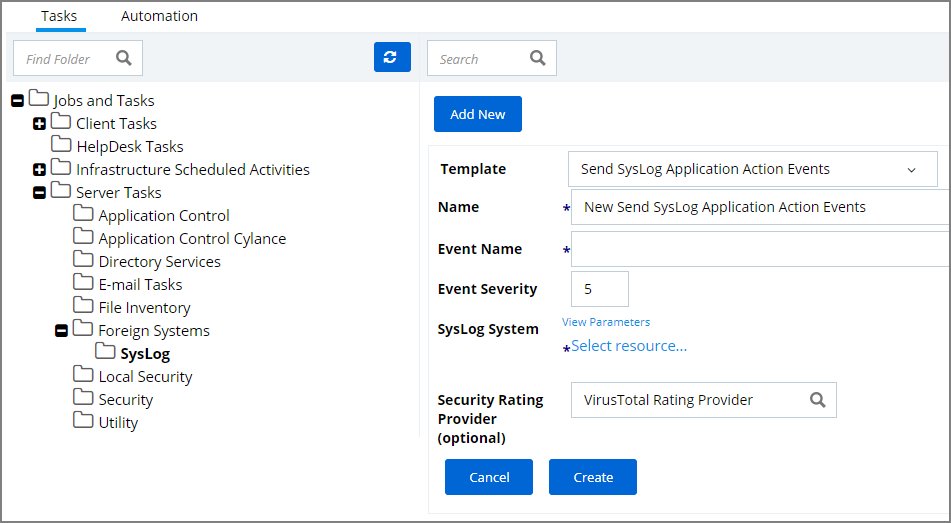 Tasks Automation
Find Folder
Search
Jobs and Tasks
Client Tasks
HelpDesk Tasks
Infrastructure Scheduled Activities
Server Tasks
Application Control
Application Control Cylance
Directory Services
E-mail Tasks
File Inventory
Foreign Systems
SysLog
Local Security
Security
Utility
Add New
Template Send SysLog Application Action Events
Name * New Send SysLog Application Action Events
Event Name *
Event Severity 5
SysLog System View Parameters
*Select resource...
Security Rating
Provider
(optional)
VirusTotal Rating Provider
Cancel Create